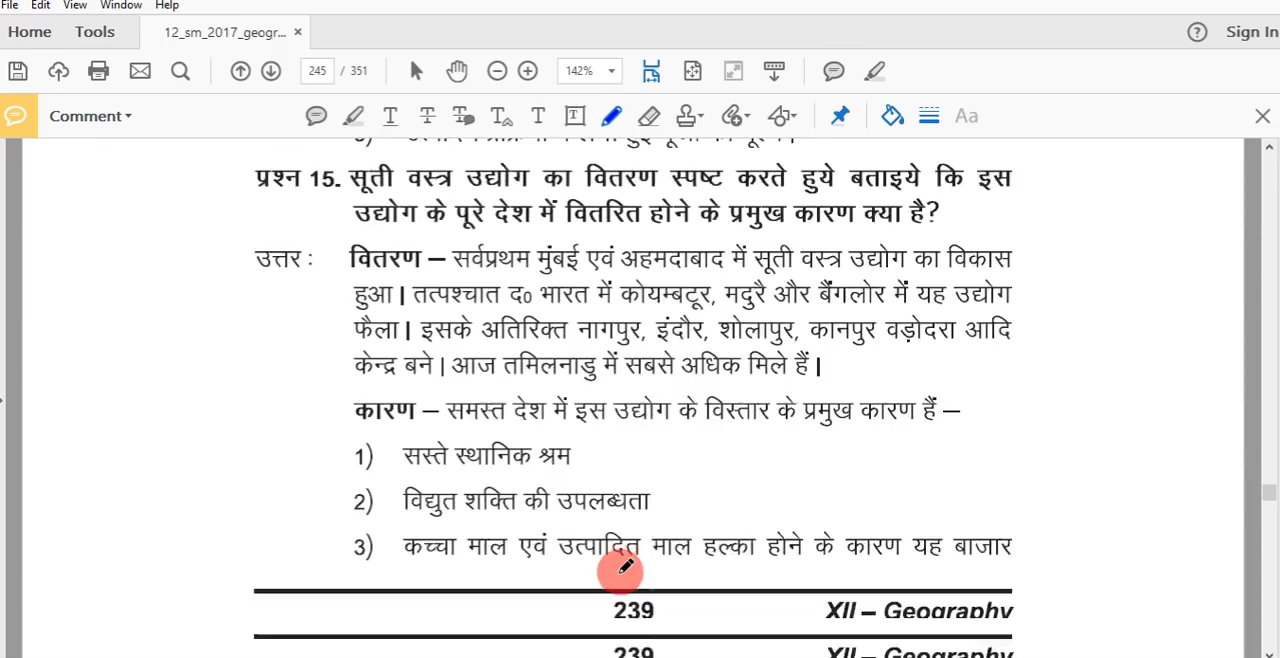 File Edit View Window Help
Home Tools 12_sm_2017_geogr... × ? Sign In
245 / 351 142%
Comment Aa
प्रश्न 15. सूती वस्त्र उद्योग का वितरण स्पष्ट करते हुये बताइये कि इस
उद्योग के पूरे देश में वितरित होने के प्रमुख कारण क्या है?
उत्तर : वितरण – सर्वप्रथम मुंबई एवं अहमदाबाद में सूती वस्त्र उद्योग का विकास
हुआ। तत्पश्चात द० भारत में कोयम्बटूर, मदुरै और बैंगलोर में यह उद्योग
फैला। इसके अतिरिक्त नागपुर, इंदौर, शोलापुर, कानपुर वड़ोदरा आदि
केन्द्र बने। आज तमिलनाडु में सबसे अधिक मिले हैं।
कारण – समस्त देश में इस उद्योग के विस्तार के प्रमुख कारण हैं –
1) सस्ते स्थानिक श्रम
2) विद्युत शक्ति की उपलब्धता
3) कच्चा माल एवं उत्पादित माल हल्का होने के कारण यह बाजार
239 XII – Geography
239 XII – Geography